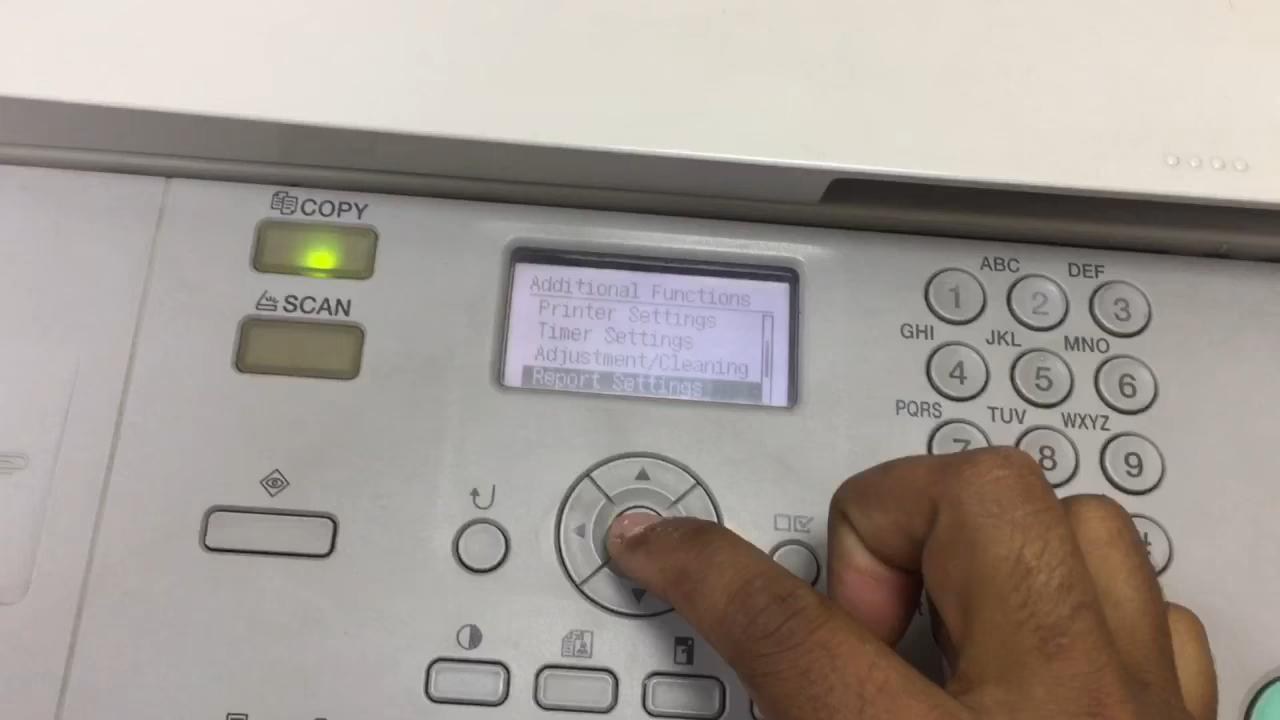 COPY
SCAN
Additional Functions
Printer Settings
Timer Settings
Adjustment/Cleaning
Report Settings
ABC DEF
1 2 3
GHI JKL MNO
4 5 6
PQRS TUV WXYZ
7 8 9